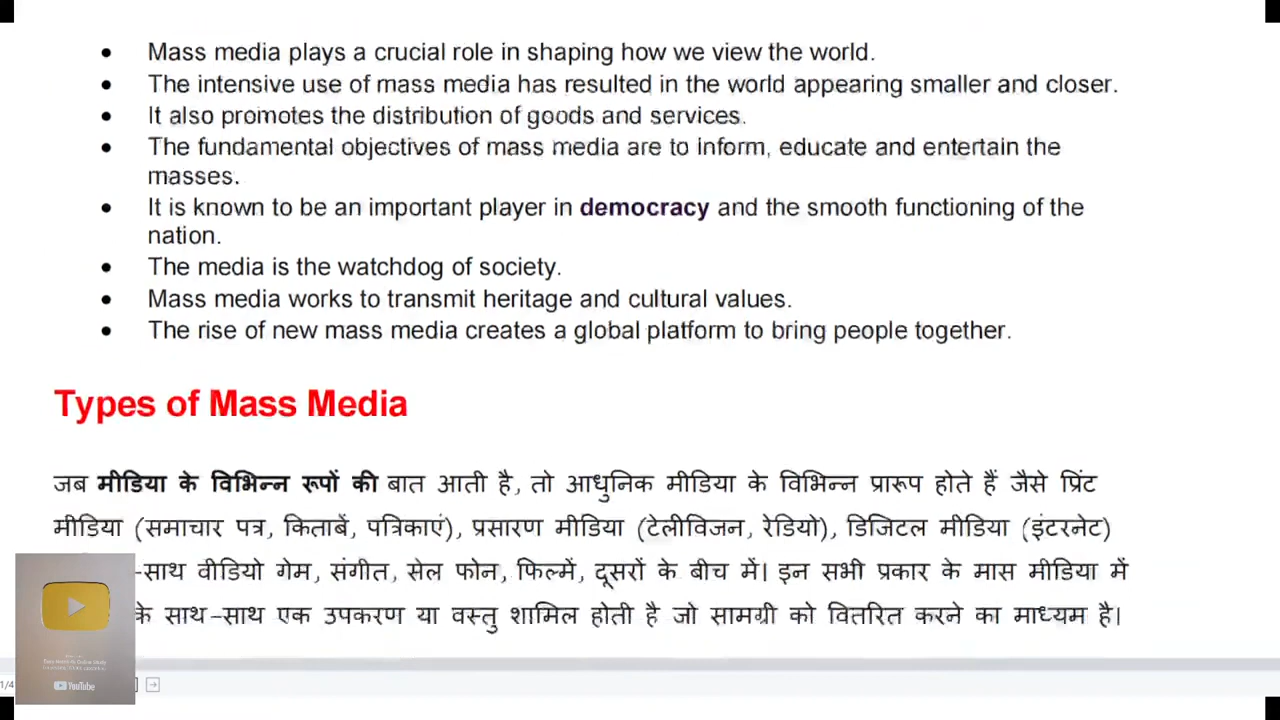 Mass media plays a crucial role in shaping how we view the world.
The intensive use of mass media has resulted in the world appearing smaller and closer.
It also promotes the distribution of goods and services.
The fundamental objectives of mass media are to inform, educate and entertain the
masses.
It is known to be an important player in democracy and the smooth functioning of the
nation.
The media is the watchdog of society.
Mass media works to transmit heritage and cultural values.
The rise of new mass media creates a global platform to bring people together.
Types of Mass Media
जब मीडिया के विभिन्न रूपों की बात आती है, तो आधुनिक मीडिया के विभिन्न प्रारूप होते हैं जैसे प्रिंट
मीडिया (समाचार पत्र, किताबें, पत्रिकाएं), प्रसारण मीडिया (टेलीविजन, रेडियो), डिजिटल मीडिया (इंटरनेट)
-साथ वीडियो गेम, संगीत, सेल फोन, फिल्में, दूसरों के बीच में। इन सभी प्रकार के मास मीडिया में
के साथ-साथ एक उपकरण या वस्तु शामिल होती है जो सामग्री को वितरित करने का माध्यम है।
1/4
YouTube